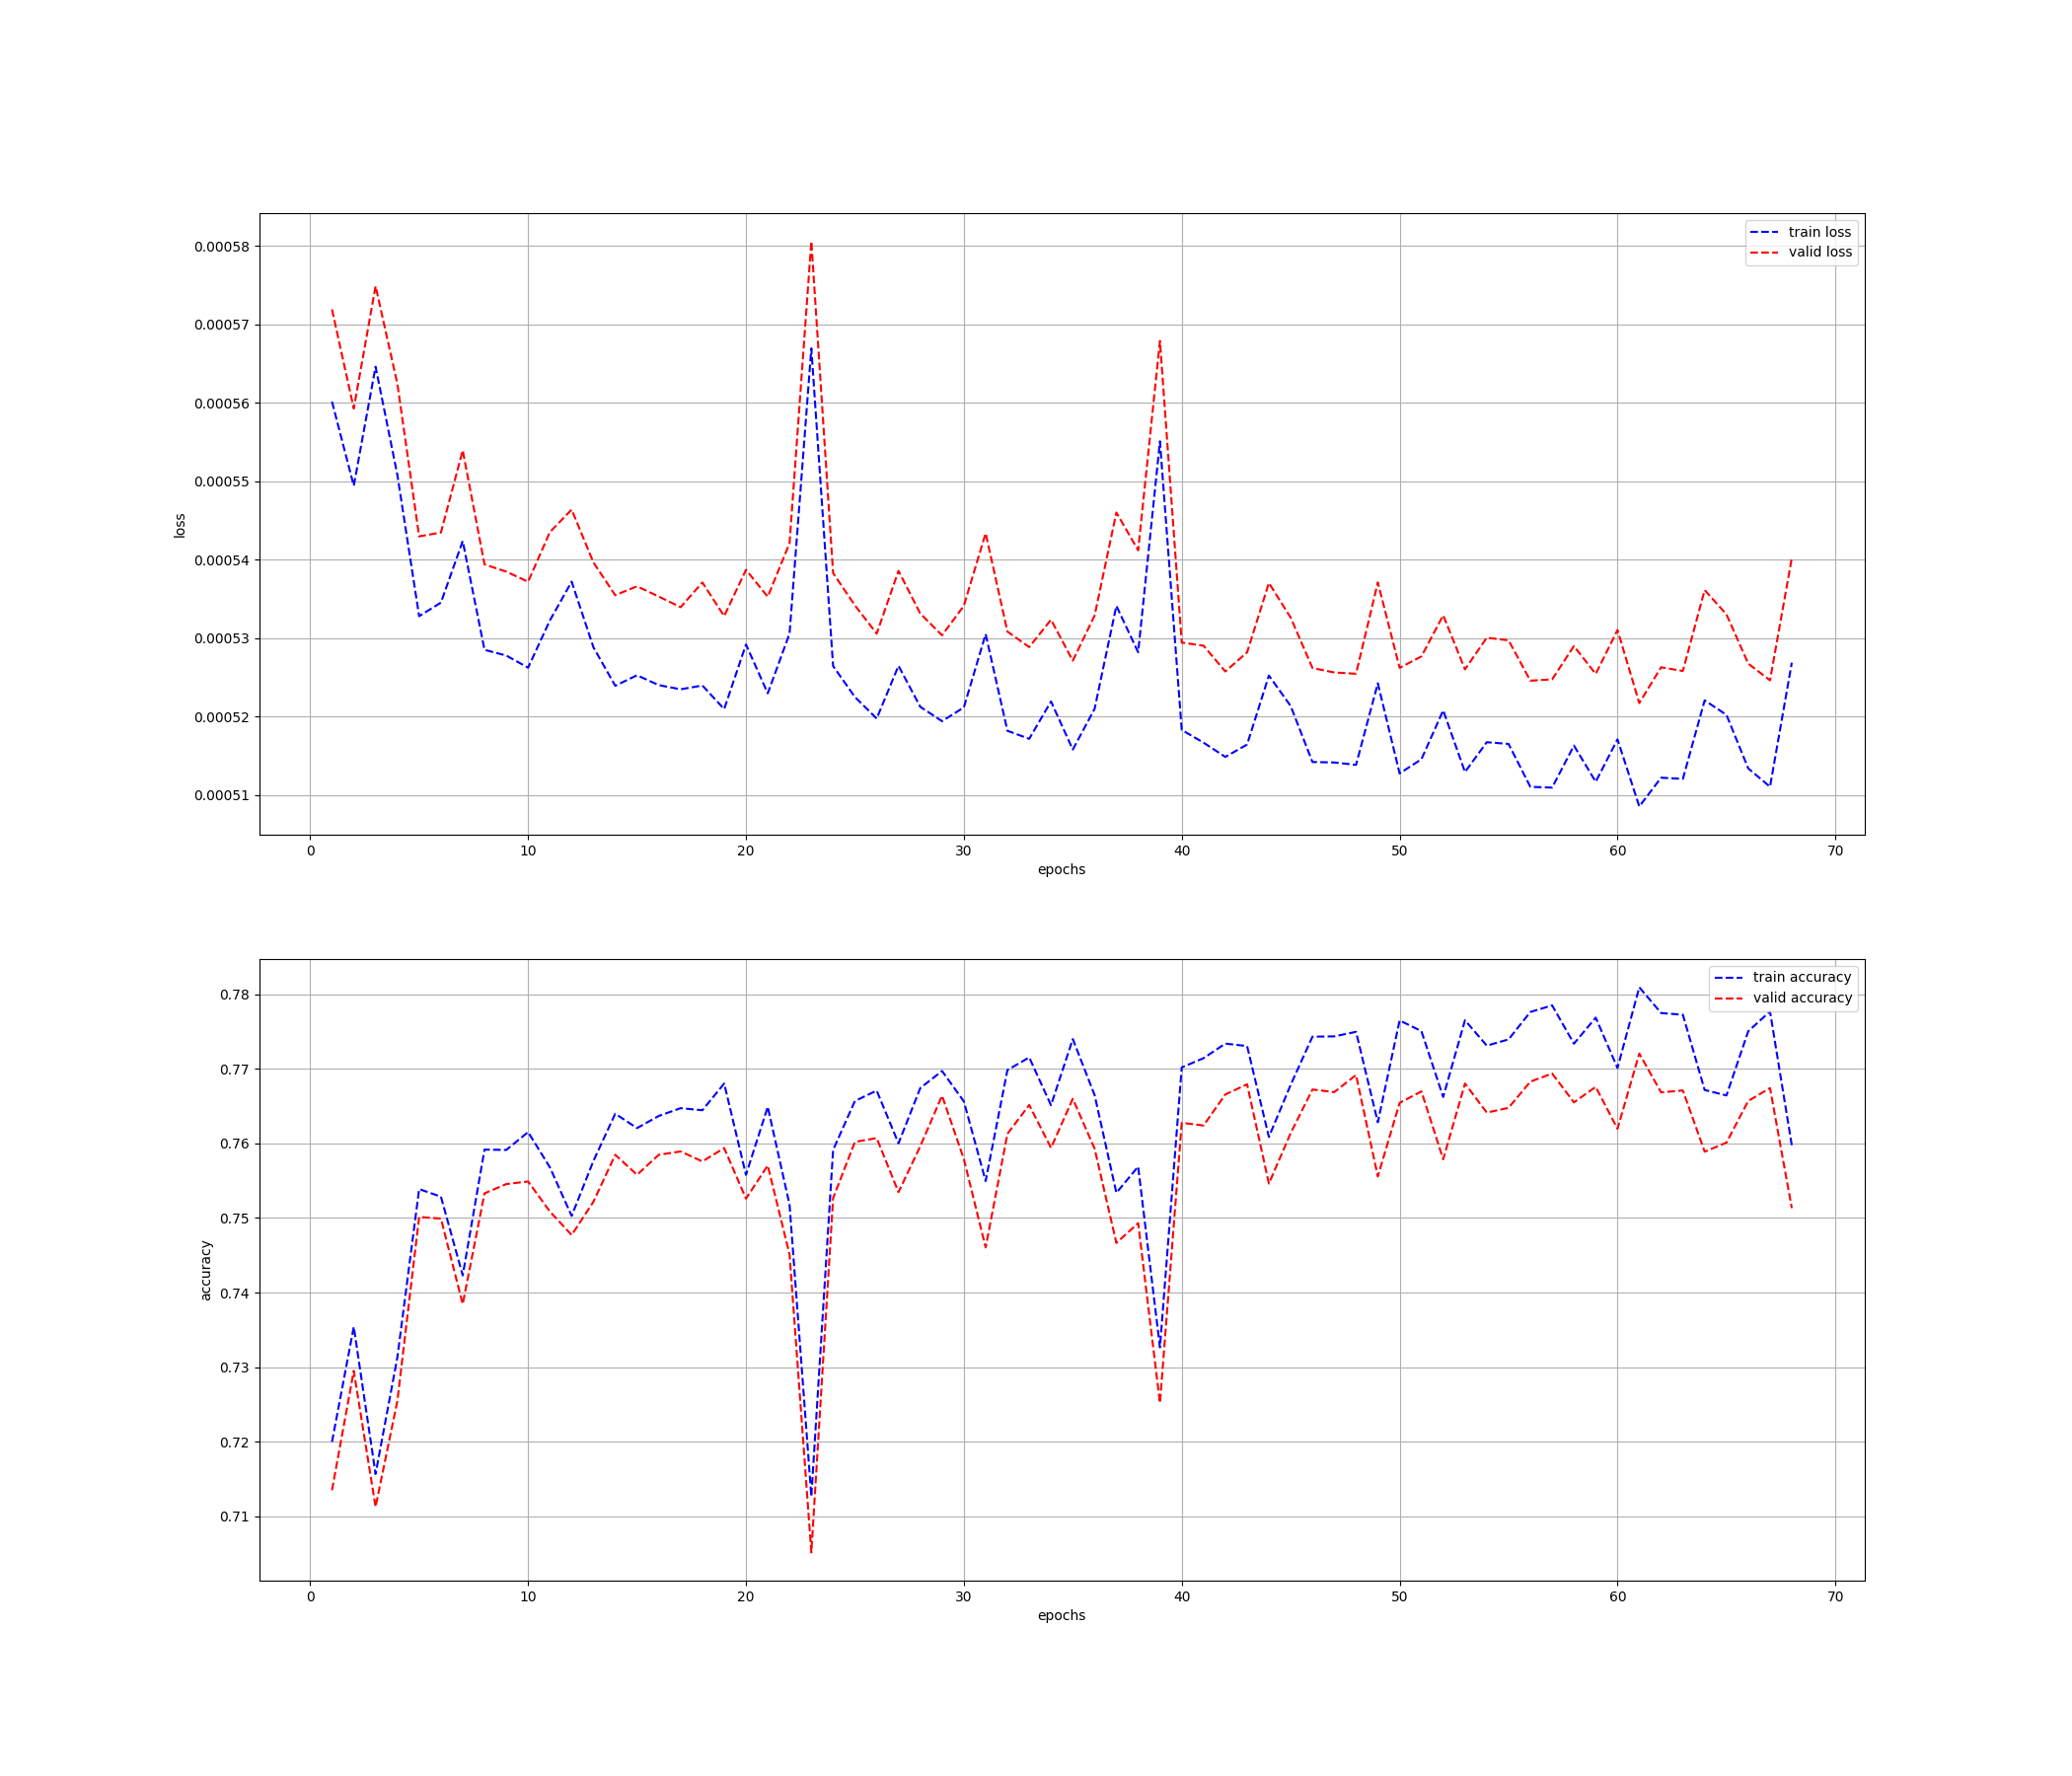 train loss
valid loss
0.00058
0.00057
0.00056
0.00055
0.00054
0.00053
0.00052
0.00051
loss
0 10 20 30 40 50 60 70
epochs
train accuracy
valid accuracy
0.78
0.77
0.76
0.75
0.74
0.73
0.72
0.71
accuracy
0 10 20 30 40 50 60 70
epochs